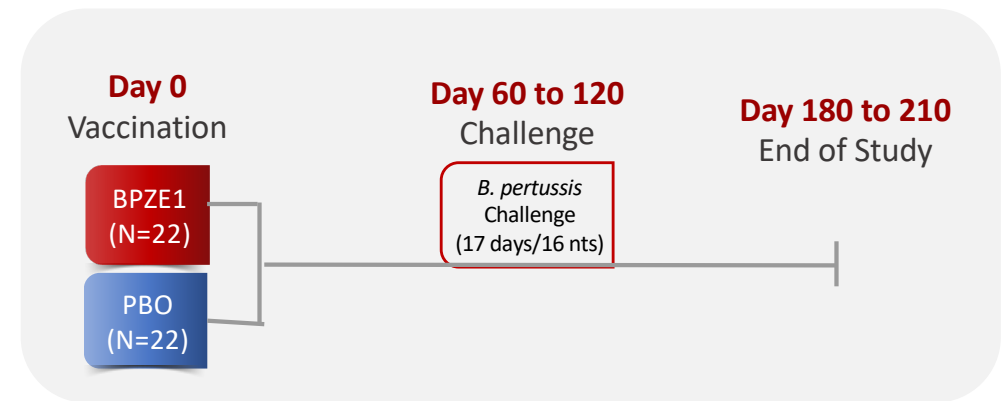 Day 0
Vaccination
BPZE1
(N=22)
PBO
(N=22)
Day 60 to 120
Challenge
B. pertussis
Challenge
(17 days/16 nts)
Day 180 to 210
End of Study